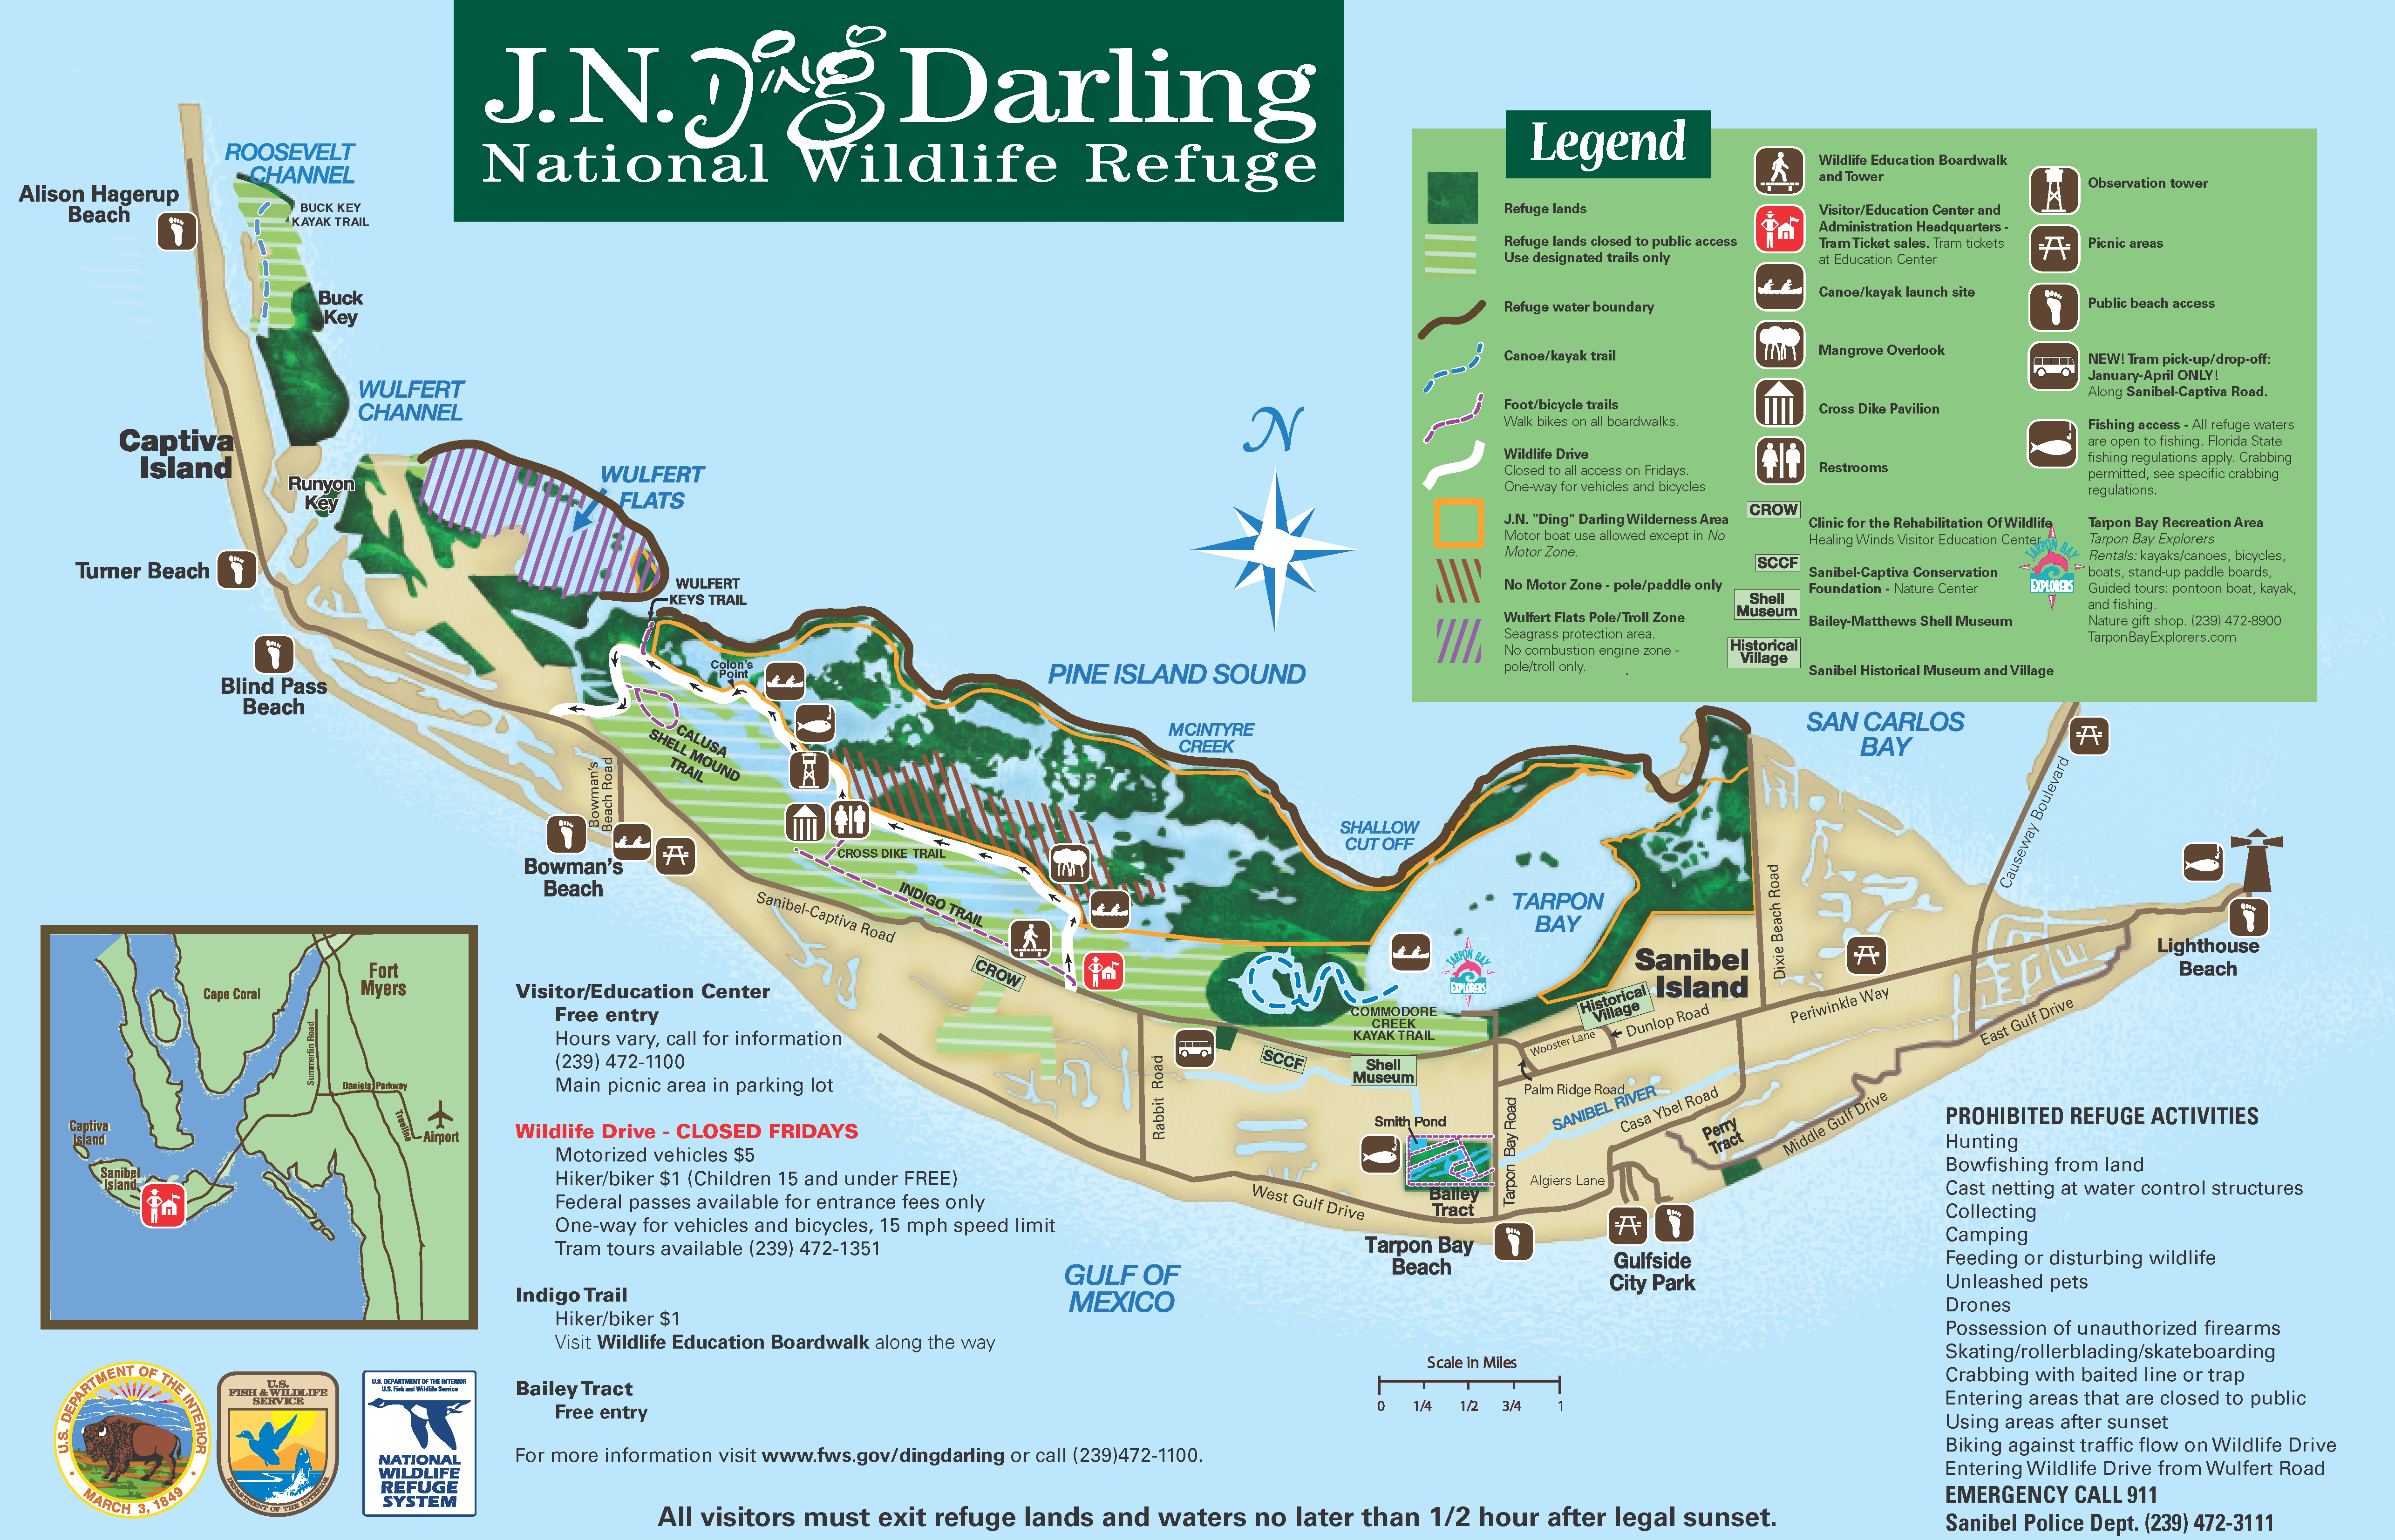 J.N. Ding Darling
National Wildlife Refuge
Legend
Refuge lands
Refuge lands closed to public access
Use designated trails only
Refuge water boundary
Canoe/kayak trail
Foot/bicycle trails
Walk bikes on all boardwalks.
Wildlife Drive
Closed to all access on Fridays.
One-way for vehicles and bicycles
J.N. "Ding" Darling Wilderness Area
Motor boat use allowed except in No
Motor Zone.
No Motor Zone - pole/paddle only
Wulfert Flats Pole/Troll Zone
Seagrass protection area.
No combustion engine zone -
pole/troll only.
Wildlife Education Boardwalk
and Tower
Visitor/Education Center and
Administration Headquarters -
Tram Ticket sales. Tram tickets
at Education Center
Canoe/kayak launch site
Mangrove Overlook
Cross Dike Pavilion
Restrooms
CROW
Clinic for the Rehabilitation Of Wildlife
Healing Winds Visitor Education Center
SCCF
Sanibel-Captiva Conservation
Foundation - Nature Center
Shell
Museum
Bailey-Matthews Shell Museum
Historical
Village
Sanibel Historical Museum and Village
Observation tower
Picnic areas
Public beach access
NEW! Tram pick-up/drop-off:
January-April ONLY!
Along Sanibel-Captiva Road.
Fishing access - All refuge waters
are open to fishing. Florida State
fishing regulations apply. Crabbing
permitted, see specific crabbing
regulations.
TARPON BAY
EXPLORERS
Tarpon Bay Recreation Area
Tarpon Bay Explorers
Rentals: kayaks/canoes, bicycles,
boats, stand-up paddle boards,
Guided tours: pontoon boat, kayak,
and fishing.
Nature gift shop. (239) 472-8900
TarponBayExplorers.com
ROOSEVELT
CHANNEL
Alison Hagerup
Beach
BUCK KEY
KAYAK TRAIL
Buck
Key
WULFERT
CHANNEL
Captiva
Island
Runyon
Key
WULFERT
FLATS
N
Turner Beach
WULFERT
KEYS TRAIL
Blind Pass
Beach
Colon's
Point
PINE ISLAND SOUND
MCINTYRE
CREEK
SAN CARLOS
BAY
CALUSA
SHELL MOUND
TRAIL
Bowman's
Beach Road
Causeway Boulevard
Bowman's
Beach
CROSS DIKE TRAIL
SHALLOW
CUT OFF
INDIGO TRAIL
Sanibel-Captiva Road
TARPON
BAY
Dixie Beach Road
Lighthouse
Beach
CROW
TARPON BAY
EXPLORERS
Sanibel
Island
COMMODORE
CREEK
KAYAK TRAIL
Historical
Village
Dunlop Road
Wooster Lane
Periwinkle Way
East Gulf Drive
Rabbit Road
SCCF
Shell
Museum
Palm Ridge Road
SANIBEL RIVER
Casa Ybel Road
Perry
Tract
Middle Gulf Drive
Smith Pond
Tarpon Bay Road
Algiers Lane
Bailey
Tract
West Gulf Drive
Tarpon Bay
Beach
Gulfside
City Park
GULF OF
MEXICO
Scale in Miles
0 1/4 1/2 3/4 1
Fort
Myers
Cape Coral
Summerlin Road
Daniels Parkway
Treeline
Airport
Captiva
Island
Sanibel
Island
Visitor/Education Center
Free entry
Hours vary, call for information
(239) 472-1100
Main picnic area in parking lot
Wildlife Drive - CLOSED FRIDAYS
Motorized vehicles $5
Hiker/biker $1 (Children 15 and under FREE)
Federal passes available for entrance fees only
One-way for vehicles and bicycles, 15 mph speed limit
Tram tours available (239) 472-1351
Indigo Trail
Hiker/biker $1
Visit Wildlife Education Boardwalk along the way
Bailey Tract
Free entry
For more information visit www.fws.gov/dingdarling or call (239)472-1100.
PROHIBITED REFUGE ACTIVITIES
Hunting
Bowfishing from land
Cast netting at water control structures
Collecting
Camping
Feeding or disturbing wildlife
Unleashed pets
Drones
Possession of unauthorized firearms
Skating/rollerblading/skateboarding
Crabbing with baited line or trap
Entering areas that are closed to public
Using areas after sunset
Biking against traffic flow on Wildlife Drive
Entering Wildlife Drive from Wulfert Road
EMERGENCY CALL 911
Sanibel Police Dept. (239) 472-3111
U.S. DEPARTMENT OF THE INTERIOR
MARCH 3, 1849
U.S.
FISH & WILDLIFE
SERVICE
DEPARTMENT OF THE INTERIOR
U.S. DEPARTMENT OF THE INTERIOR
U.S. Fish and Wildlife Service
NATIONAL
WILDLIFE
REFUGE
SYSTEM
All visitors must exit refuge lands and waters no later than 1/2 hour after legal sunset.